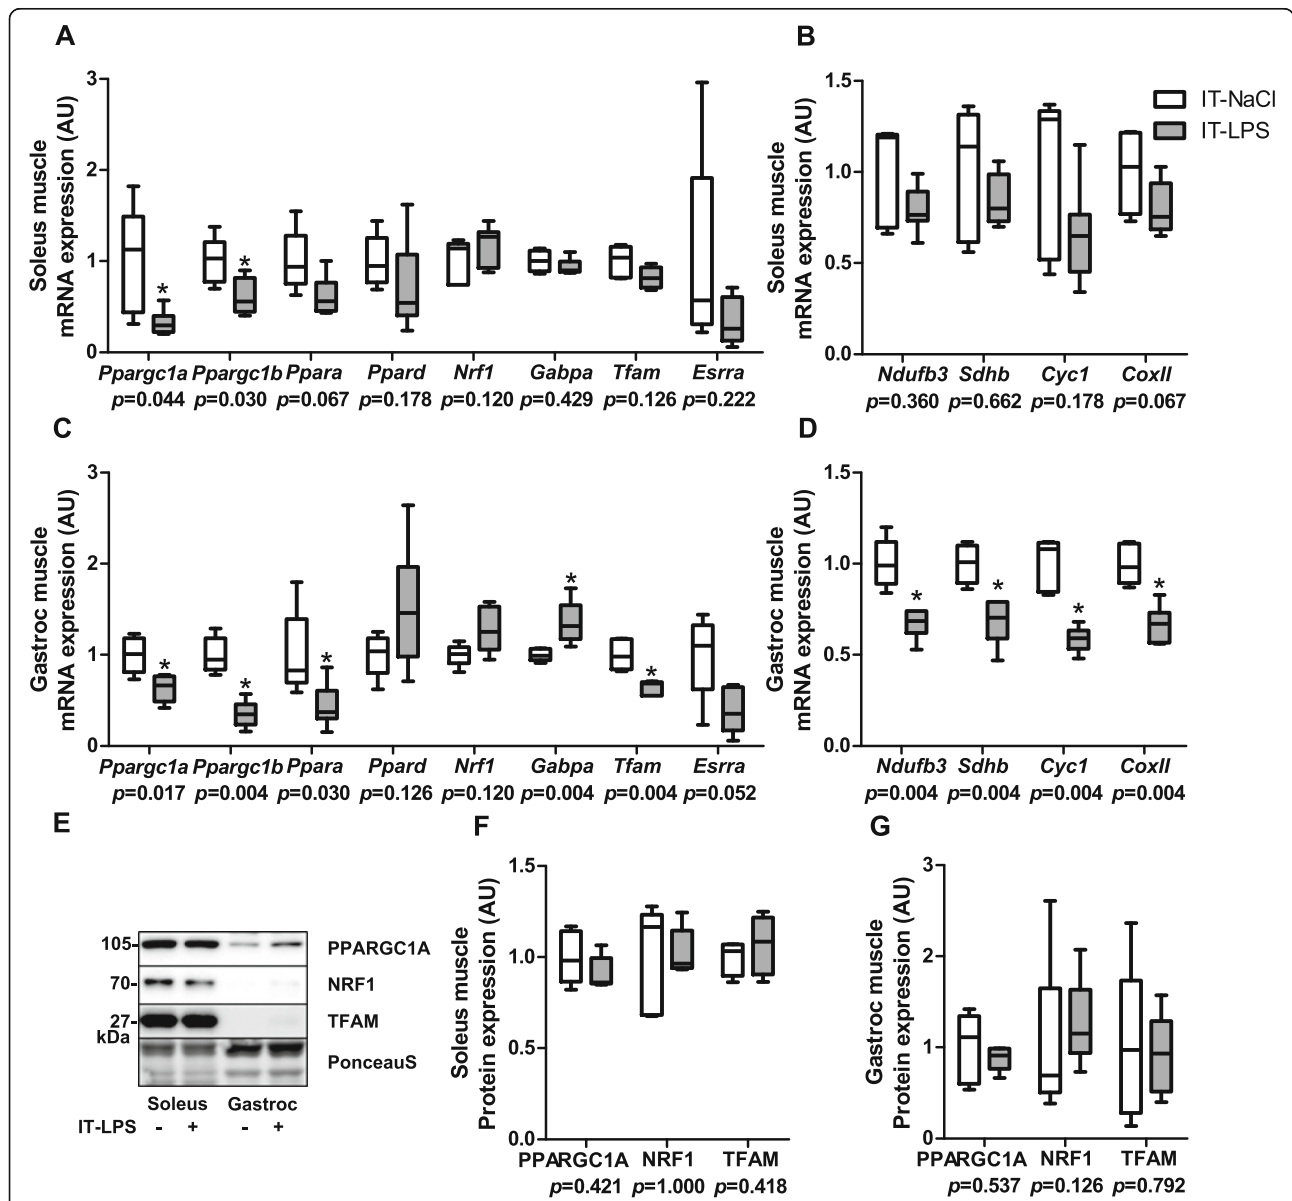 A
Soleus muscle
mRNA expression (AU)
3
2
1
0
*
*
Ppargc1a Ppargc1b Ppara Ppard Nrf1 Gabpa Tfam Esrra
p=0.044 p=0.030 p=0.067 p=0.178 p=0.120 p=0.429 p=0.126 p=0.222
B
Soleus muscle
mRNA expression (AU)
1.5
1.0
0.5
0.0
IT-NaCl
IT-LPS
Ndufb3 Sdhb Cyc1 CoxII
p=0.360 p=0.662 p=0.178 p=0.067
C
Gastroc muscle
mRNA expression (AU)
3
2
1
0
* * * * *
Ppargc1a Ppargc1b Ppara Ppard Nrf1 Gabpa Tfam Esrra
p=0.017 p=0.004 p=0.030 p=0.126 p=0.120 p=0.004 p=0.004 p=0.052
D
Gastroc muscle
mRNA expression (AU)
1.5
1.0
0.5
0.0
* * * *
Ndufb3 Sdhb Cyc1 CoxII
p=0.004 p=0.004 p=0.004 p=0.004
E
105- PPARGC1A
70- NRF1
27- TFAM
kDa
PonceauS
Soleus Gastroc
IT-LPS - + - +
F
Soleus muscle
Protein expression (AU)
1.5
1.0
0.5
0.0
PPARGC1A NRF1 TFAM
p=0.421 p=1.000 p=0.418
G
Gastroc muscle
Protein expression (AU)
3
2
1
0
PPARGC1A NRF1 TFAM
p=0.537 p=0.126 p=0.792